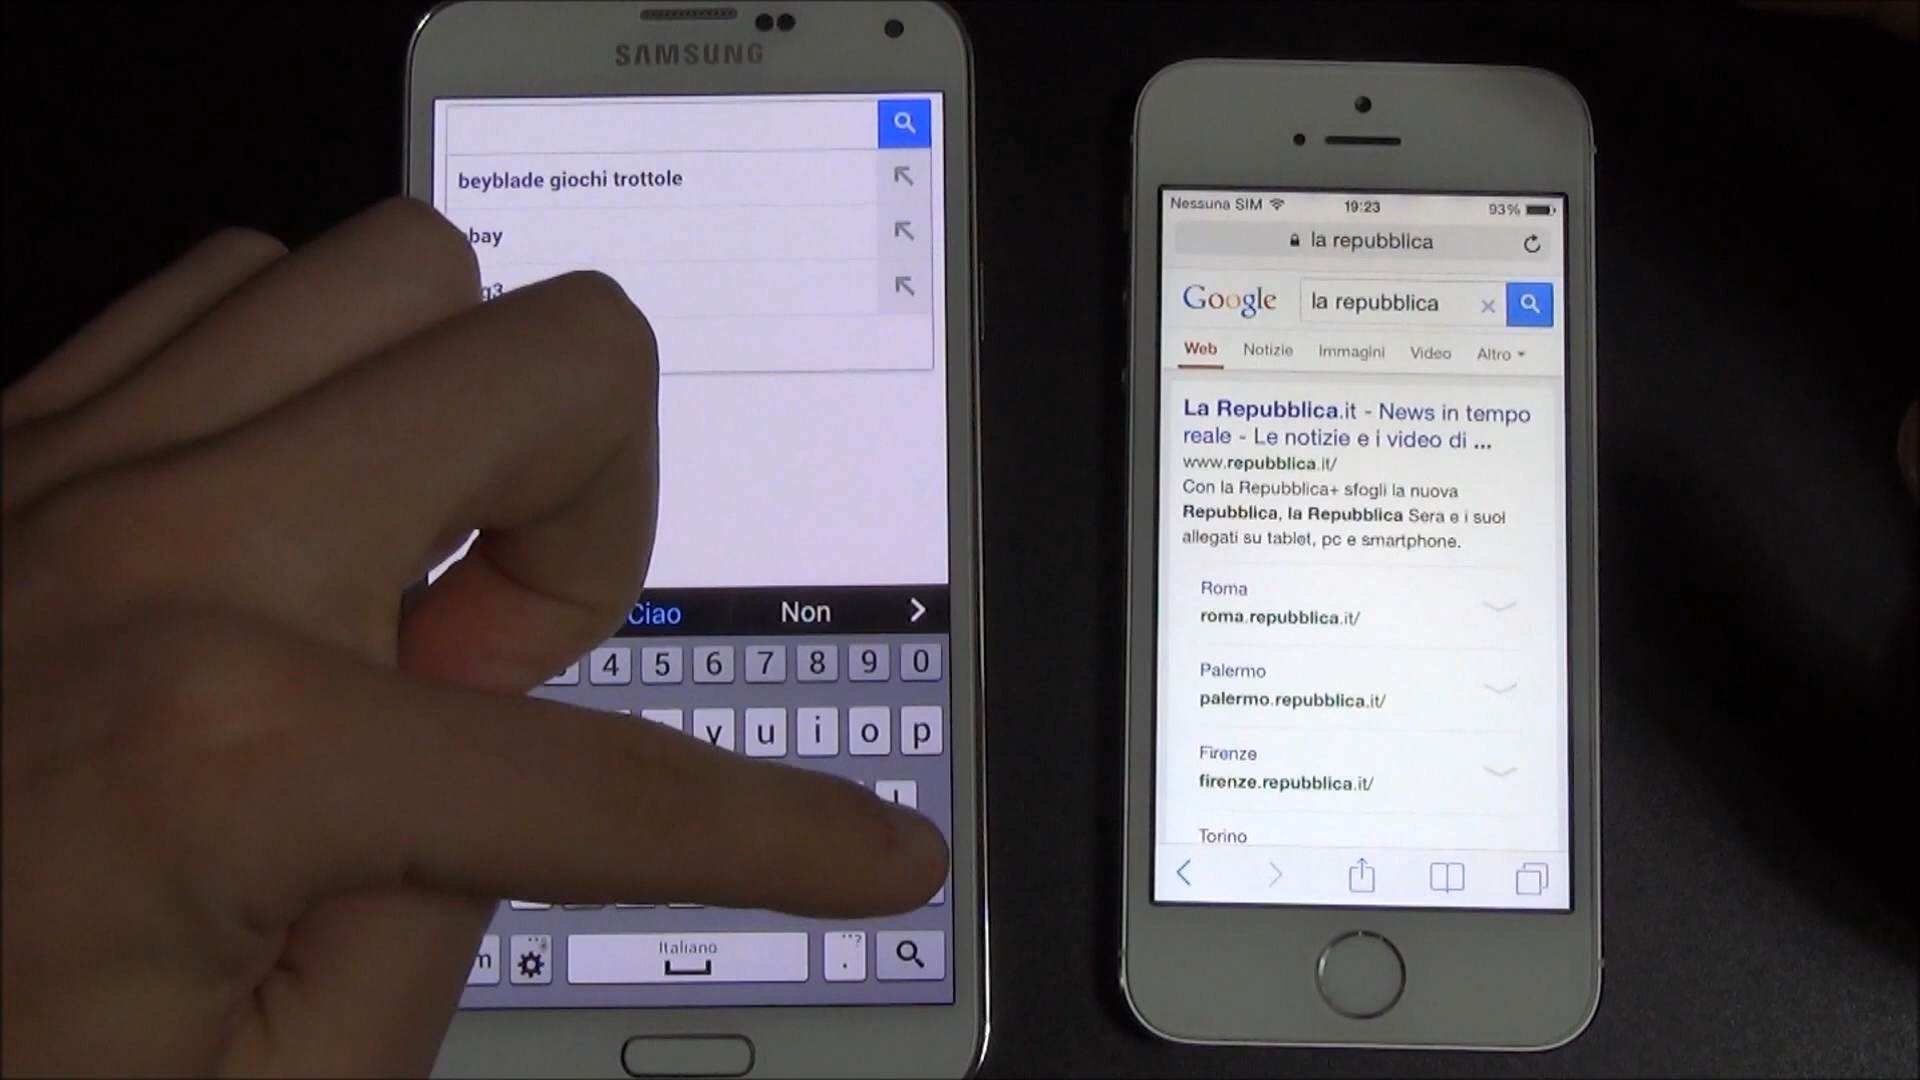 SAMSUNG
beyblade giochi trottole
bay
g3
Ciao Non
4 5 6 7 8 9 0
y u i o p
m Italiano . ..?
Nessuna SIM 19:23 93%
la repubblica
Google la repubblica ×
Web Notizie Immagini Video Altro
La Repubblica.it - News in tempo
reale - Le notizie e i video di ...
www.repubblica.it/
Con la Repubblica+ sfogli la nuova
Repubblica, la Repubblica Sera e i suoi
allegati su tablet, pc e smartphone.
Roma
roma.repubblica.it/
Palermo
palermo.repubblica.it/
Firenze
firenze.repubblica.it/
Torino